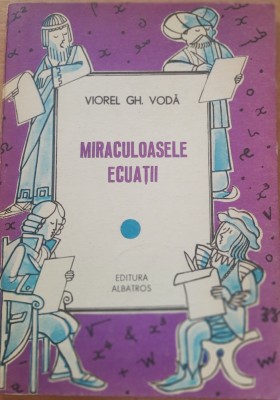 VIOREL GH. VODĂ
MIRACULOASELE
ECUAȚII
EDITURA
ALBATROS